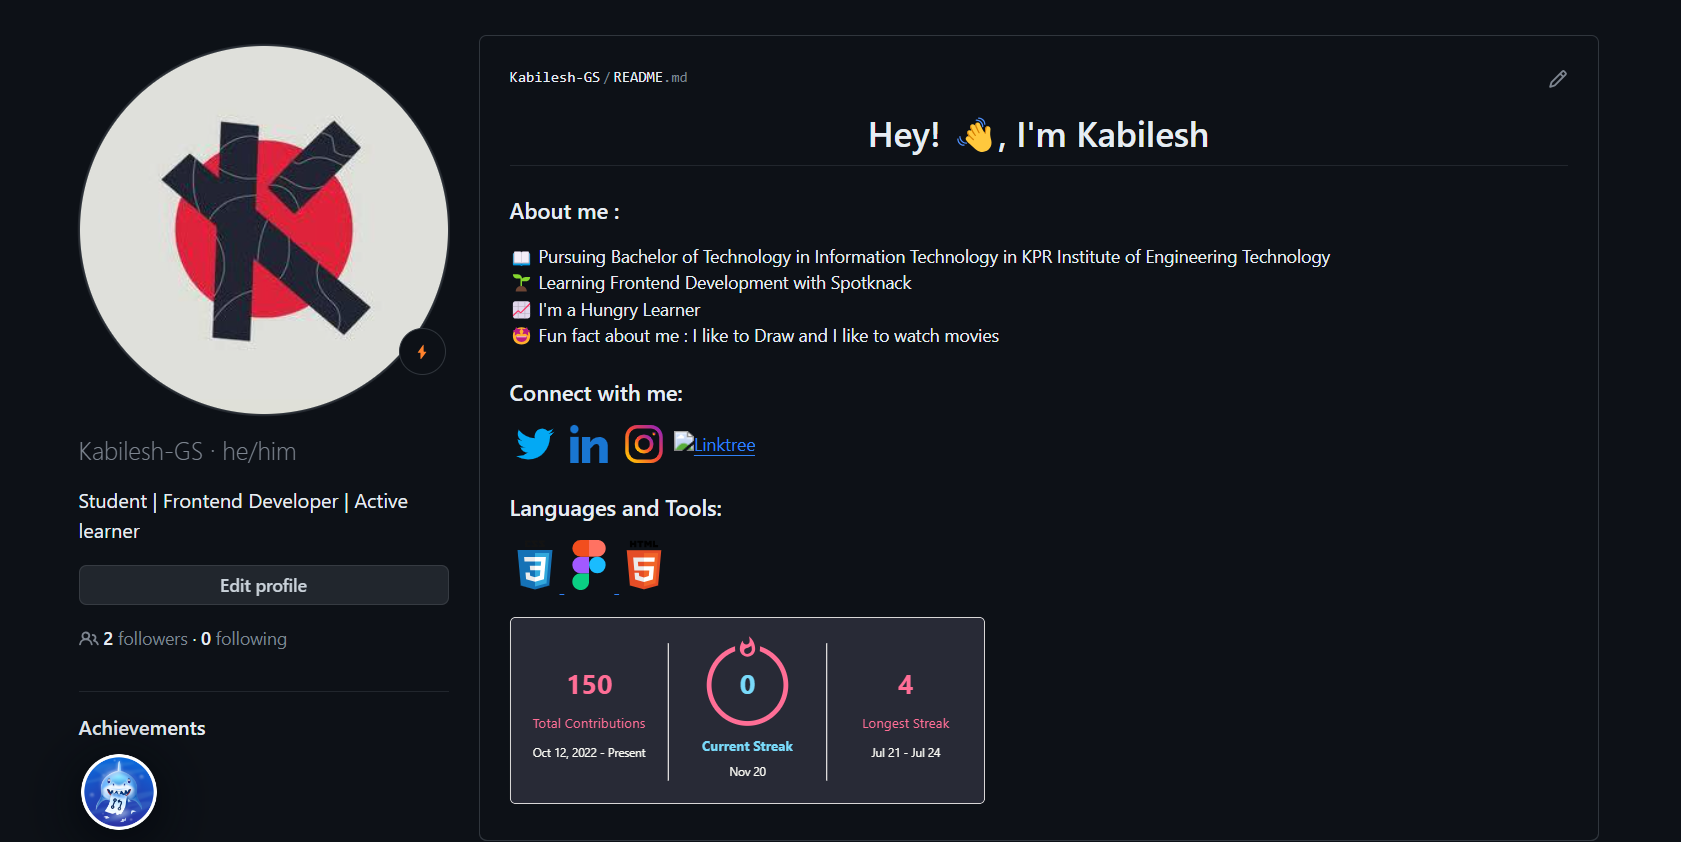 Kabilesh-GS · he/him
Student | Frontend Developer | Active
learner
Edit profile
2 followers · 0 following
Achievements
Kabilesh-GS / README.md
Hey! 👋, I'm Kabilesh
About me :
📖 Pursuing Bachelor of Technology in Information Technology in KPR Institute of Engineering Technology
🌱 Learning Frontend Development with Spotknack
📈 I'm a Hungry Learner
🤩 Fun fact about me : I like to Draw and I like to watch movies
Connect with me:
in
Linktree
Languages and Tools:
HTML
3
5
150
Total Contributions
Oct 12, 2022 - Present
0
Current Streak
Nov 20
4
Longest Streak
Jul 21 - Jul 24